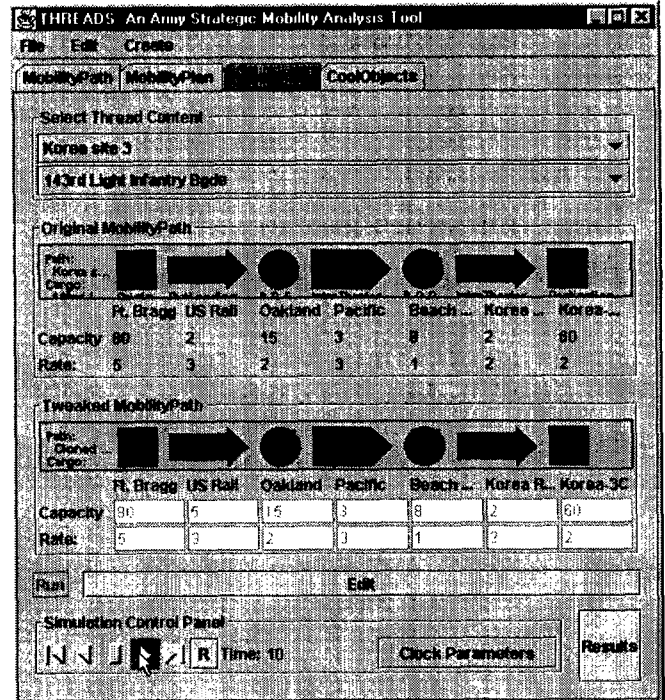 THREADS An Army Strategic Mobility Analysis Tool
File Edit Create
MobilityPath MobilityPlan CoolObjects
Select Thread Content
Korea site 3
143rd Light Infantry Bgde
Original MobilityPath
Path:
Korea s...
Cargo:
Ft. Bragg US Rail Oakland Pacific Beach ... Korea ... Korea-...
Capacity 80 2 15 3 8 2 60
Rate: 5 3 2 3 1 2 2
Tweaked MobilityPath
Path:
Cloned ...
Cargo:
Ft. Bragg US Rail Oakland Pacific Beach ... Korea R... Korea-3C
Capacity 80 5 15 3 8 2 60
Rate: 5 3 2 3 1 2
Run Edit
Simulation Control Panel
R Time: 10 Clock Parameters Results